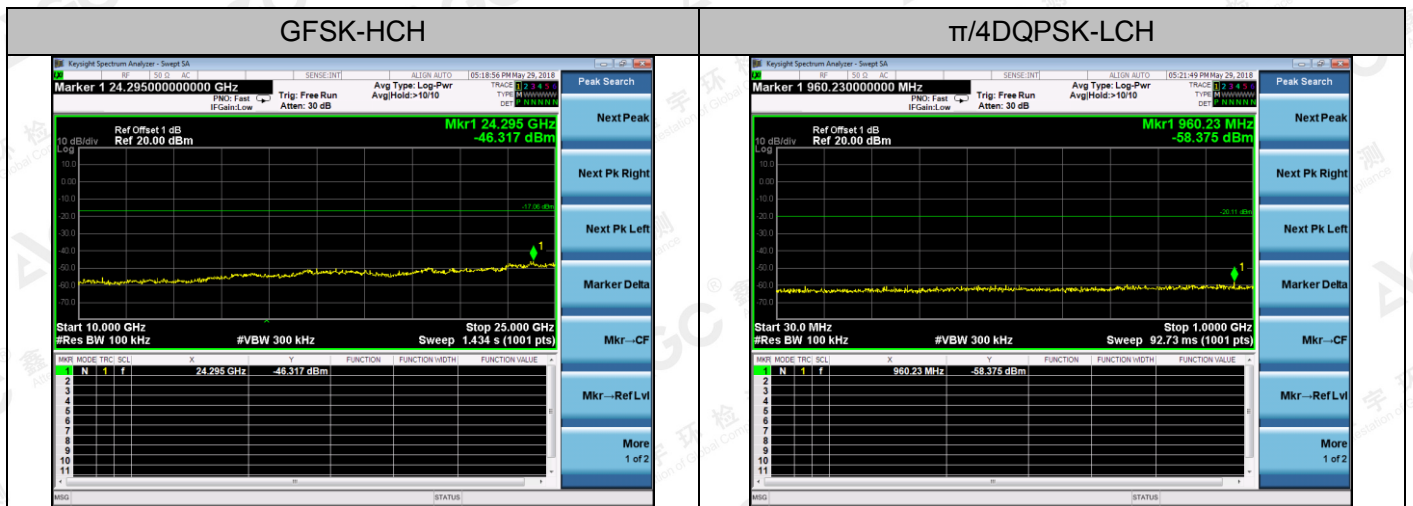 GFSK-HCH
Keysight Spectrum Analyzer - Swept SA
RF 50 Ω AC SENSE:INT ALIGN AUTO 05:18:56 PM May 29, 2018
Marker 1 24.295000000000 GHz
PNO: Fast
IFGain:Low
Trig: Free Run
Atten: 30 dB
Avg Type: Log-Pwr
Avg|Hold:>10/10
TRACE 1 2 3 4 5 6
TYPE M WWWWW
DET P NNNNN
Ref Offset 1 dB
Ref 20.00 dBm
10 dB/div
Log
Mkr1 24.295 GHz
-46.317 dBm
10.0
0.00
-10.0
-20.0
-30.0
-40.0
-50.0
-60.0
-70.0
-17.06 dBm
1
Start 10.000 GHz
Stop 25.000 GHz
#Res BW 100 kHz
#VBW 300 kHz
Sweep 1.434 s (1001 pts)
MKR MODE TRC SCL X Y FUNCTION FUNCTION WIDTH FUNCTION VALUE
1 N 1 f 24.295 GHz -46.317 dBm
2
3
4
5
6
7
8
9
10
11
MSG STATUS
Peak Search
Next Peak
Next Pk Right
Next Pk Left
Marker Delta
Mkr→CF
Mkr→Ref Lvl
More
1 of 2
π/4DQPSK-LCH
Keysight Spectrum Analyzer - Swept SA
RF 50 Ω AC SENSE:INT ALIGN AUTO 05:21:49 PM May 29, 2018
Marker 1 960.230000000 MHz
PNO: Fast
IFGain:Low
Trig: Free Run
Atten: 30 dB
Avg Type: Log-Pwr
Avg|Hold:>10/10
TRACE 1 2 3 4 5 6
TYPE M WWWWW
DET P NNNNN
Ref Offset 1 dB
Ref 20.00 dBm
10 dB/div
Log
Mkr1 960.23 MHz
-58.375 dBm
10.0
0.00
-10.0
-20.0
-30.0
-40.0
-50.0
-60.0
-70.0
-20.11 dBm
1
Start 30.0 MHz
Stop 1.0000 GHz
#Res BW 100 kHz
#VBW 300 kHz
Sweep 92.73 ms (1001 pts)
MKR MODE TRC SCL X Y FUNCTION FUNCTION WIDTH FUNCTION VALUE
1 N 1 f 960.23 MHz -58.375 dBm
2
3
4
5
6
7
8
9
10
11
MSG STATUS
Peak Search
Next Peak
Next Pk Right
Next Pk Left
Marker Delta
Mkr→CF
Mkr→Ref Lvl
More
1 of 2